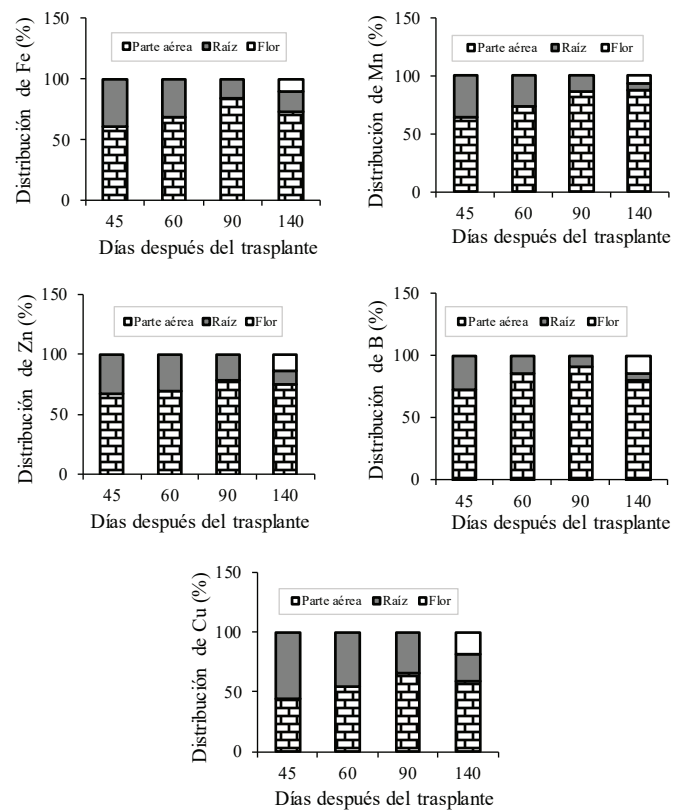 Distribución de Fe (%)
150
100
50
0
Parte aérea Raíz Flor
45 60 90 140
Días después del trasplante
Distribución de Mn (%)
150
100
50
0
Parte aérea Raíz Flor
45 60 90 140
Días después del trasplante
Distribución de Zn (%)
150
100
50
0
Parte aérea Raíz Flor
45 60 90 140
Días después del trasplante
Distribución de B (%)
150
100
50
0
Parte aérea Raíz Flor
45 60 90 140
Días después del trasplante
Distribución de Cu (%)
150
100
50
0
Parte aérea Raíz Flor
45 60 90 140
Días después del trasplante